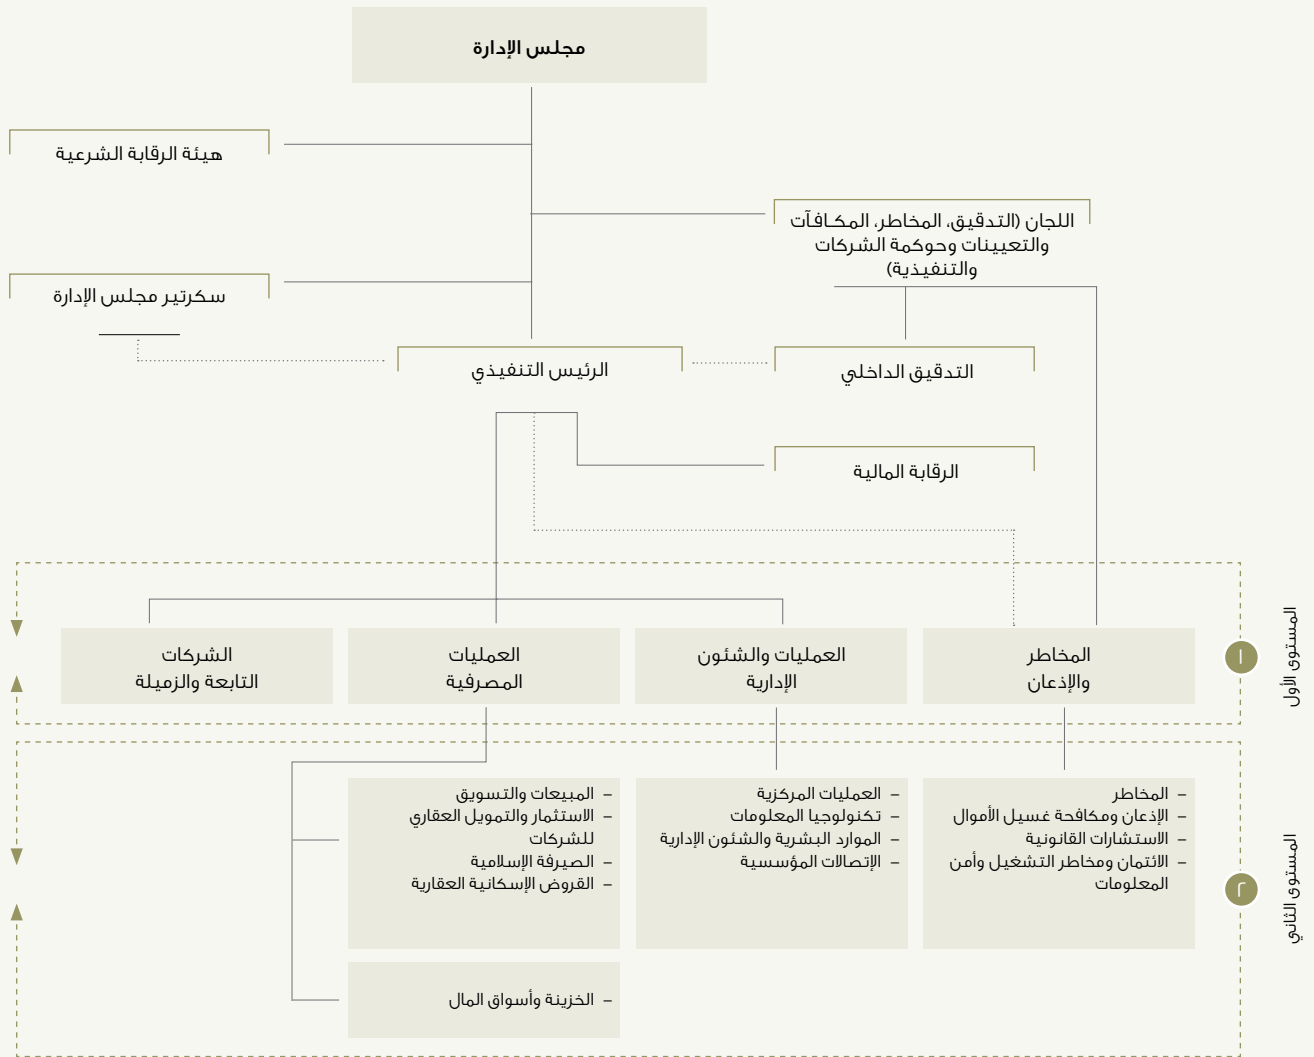 مجلس الإدارة
هيئة الرقابة الشرعية
اللجان (التدقيق، المخاطر، المكافآت
والتعيينات وحوكمة الشركات
والتنفيذية)
سكرتير مجلس الإدارة
التدقيق الداخلي
الرئيس التنفيذي
الرقابة المالية
المستوى الأول
١
المخاطر
والإذعان
العمليات والشئون
الإدارية
العمليات
المصرفية
الشركات
التابعة والزميلة
المستوى الثاني
٢
– المخاطر
– الإذعان ومكافحة غسيل الأموال
– الاستشارات القانونية
– الائتمان ومخاطر التشغيل وأمن
المعلومات
– العمليات المركزية
– تكنولوجيا المعلومات
– الموارد البشرية والشئون الإدارية
– الإتصالات المؤسسية
– المبيعات والتسويق
– الاستثمار والتمويل العقاري
للشركات
– الصيرفة الإسلامية
– القروض الإسكانية العقارية
– الخزينة وأسواق المال